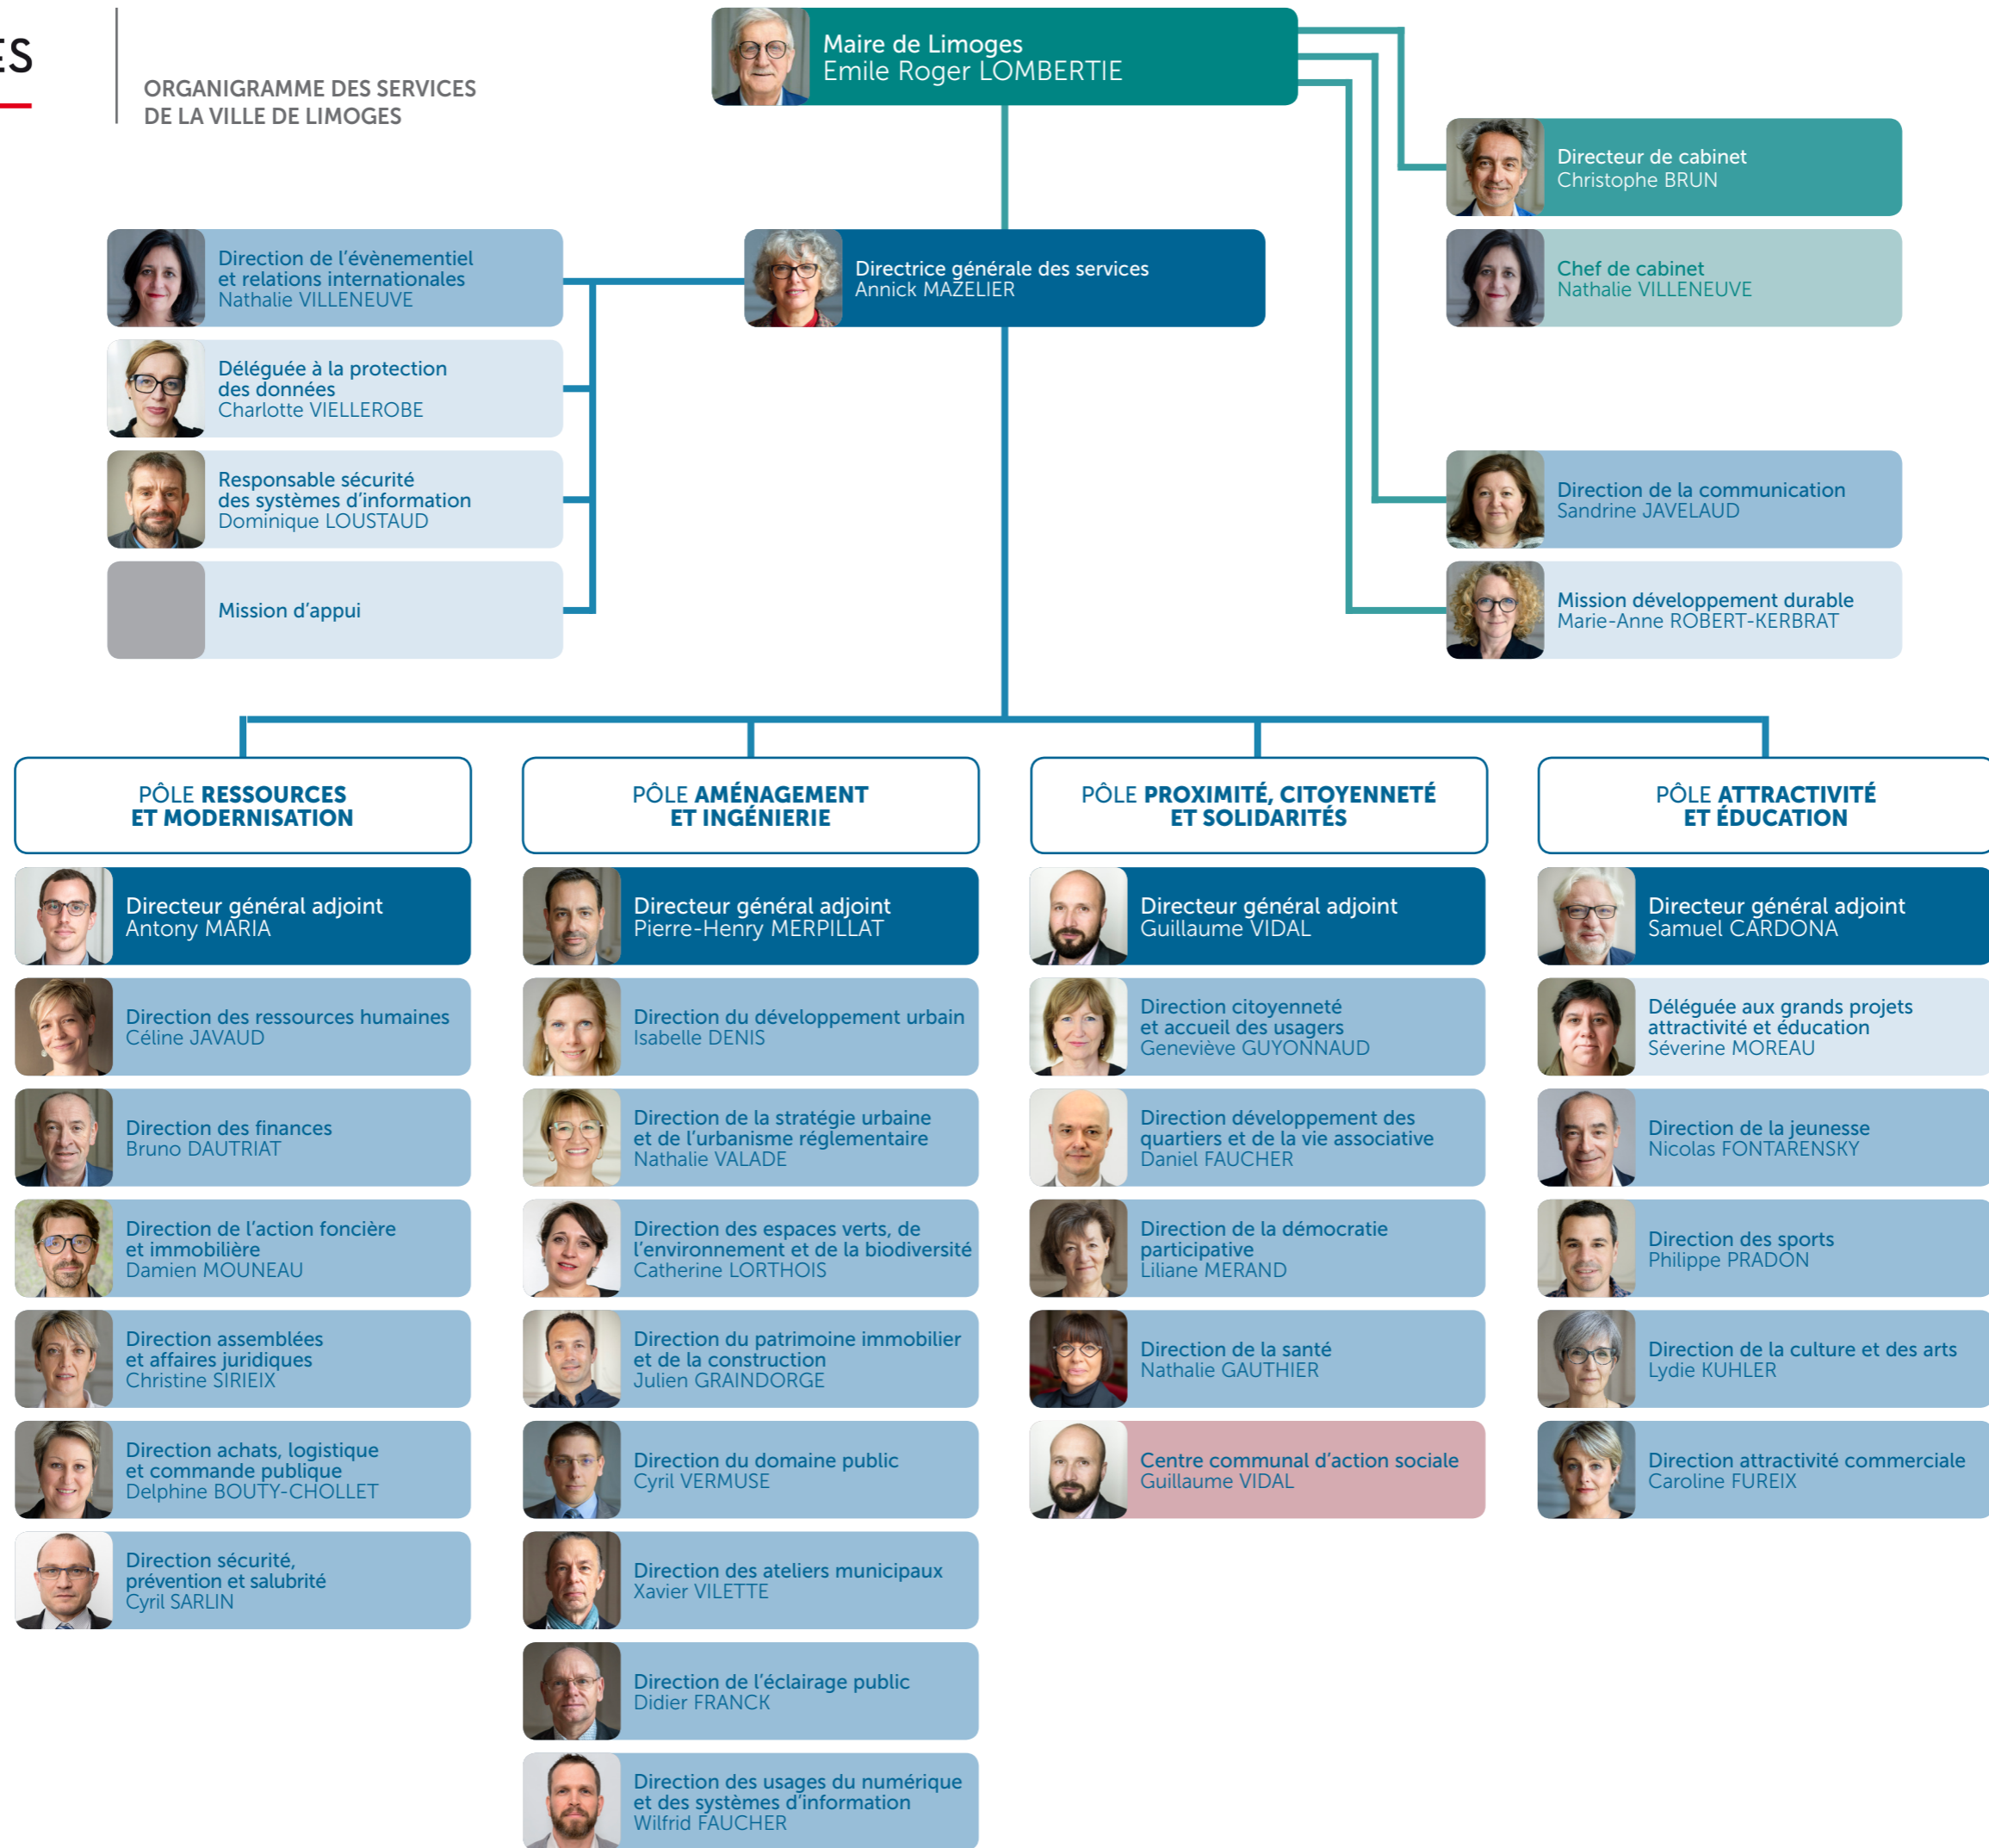 ES
ORGANIGRAMME DES SERVICES
DE LA VILLE DE LIMOGES
Maire de Limoges
Emile Roger LOMBERTIE
Directeur de cabinet
Christophe BRUN
Chef de cabinet
Nathalie VILLENEUVE
Direction de l'évènementiel
et relations internationales
Nathalie VILLENEUVE
Directrice générale des services
Annick MAZELIER
Déléguée à la protection
des données
Charlotte VIELLEROBE
Responsable sécurité
des systèmes d'information
Dominique LOUSTAUD
Mission d'appui
Direction de la communication
Sandrine JAVELAUD
Mission développement durable
Marie-Anne ROBERT-KERBRAT
PÔLE RESSOURCES
ET MODERNISATION
Directeur général adjoint
Antony MARIA
Direction des ressources humaines
Céline JAVAUD
Direction des finances
Bruno DAUTRIAT
Direction de l'action foncière
et immobilière
Damien MOUNEAU
Direction assemblées
et affaires juridiques
Christine SIRIEIX
Direction achats, logistique
et commande publique
Delphine BOUTY-CHOLLET
Direction sécurité,
prévention et salubrité
Cyril SARLIN
PÔLE AMÉNAGEMENT
ET INGÉNIERIE
Directeur général adjoint
Pierre-Henry MERPILLAT
Direction du développement urbain
Isabelle DENIS
Direction de la stratégie urbaine
et de l'urbanisme réglementaire
Nathalie VALADE
Direction des espaces verts, de
l'environnement et de la biodiversité
Catherine LORTHOIS
Direction du patrimoine immobilier
et de la construction
Julien GRAINDORGE
Direction du domaine public
Cyril VERMUSE
Direction des ateliers municipaux
Xavier VILETTE
Direction de l'éclairage public
Didier FRANCK
Direction des usages du numérique
et des systèmes d'information
Wilfrid FAUCHER
PÔLE PROXIMITÉ, CITOYENNETÉ
ET SOLIDARITÉS
Directeur général adjoint
Guillaume VIDAL
Direction citoyenneté
et accueil des usagers
Geneviève GUYONNAUD
Direction développement des
quartiers et de la vie associative
Daniel FAUCHER
Direction de la démocratie
participative
Liliane MERAND
Direction de la santé
Nathalie GAUTHIER
Centre communal d'action sociale
Guillaume VIDAL
PÔLE ATTRACTIVITÉ
ET ÉDUCATION
Directeur général adjoint
Samuel CARDONA
Déléguée aux grands projets
attractivité et éducation
Séverine MOREAU
Direction de la jeunesse
Nicolas FONTARENSKY
Direction des sports
Philippe PRADON
Direction de la culture et des arts
Lydie KUHLER
Direction attractivité commerciale
Caroline FUREIX